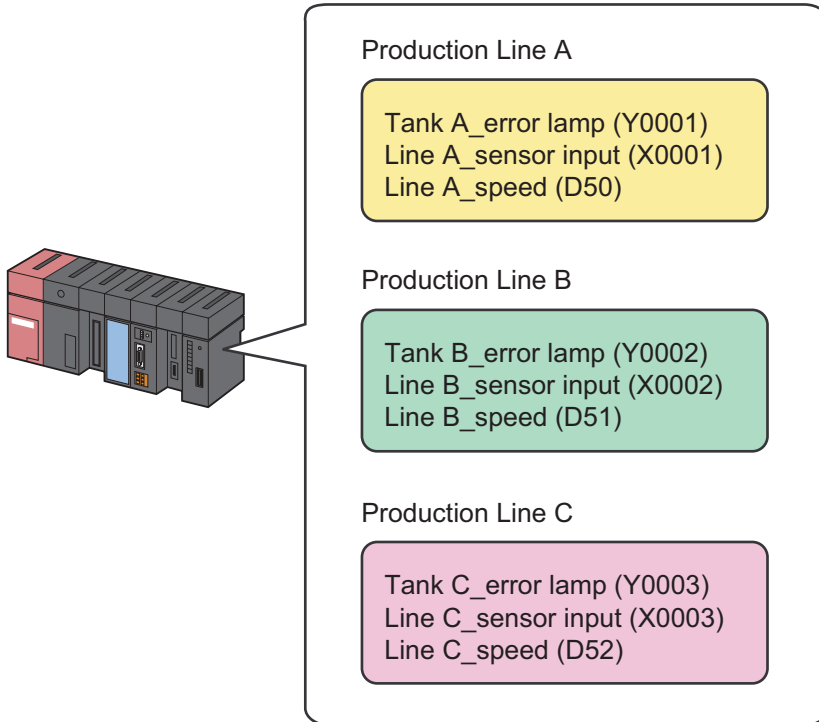 Production Line A
Tank A_error lamp (Y0001)
Line A_sensor input (X0001)
Line A_speed (D50)
Production Line B
Tank B_error lamp (Y0002)
Line B_sensor input (X0002)
Line B_speed (D51)
Production Line C
Tank C_error lamp (Y0003)
Line C_sensor input (X0003)
Line C_speed (D52)